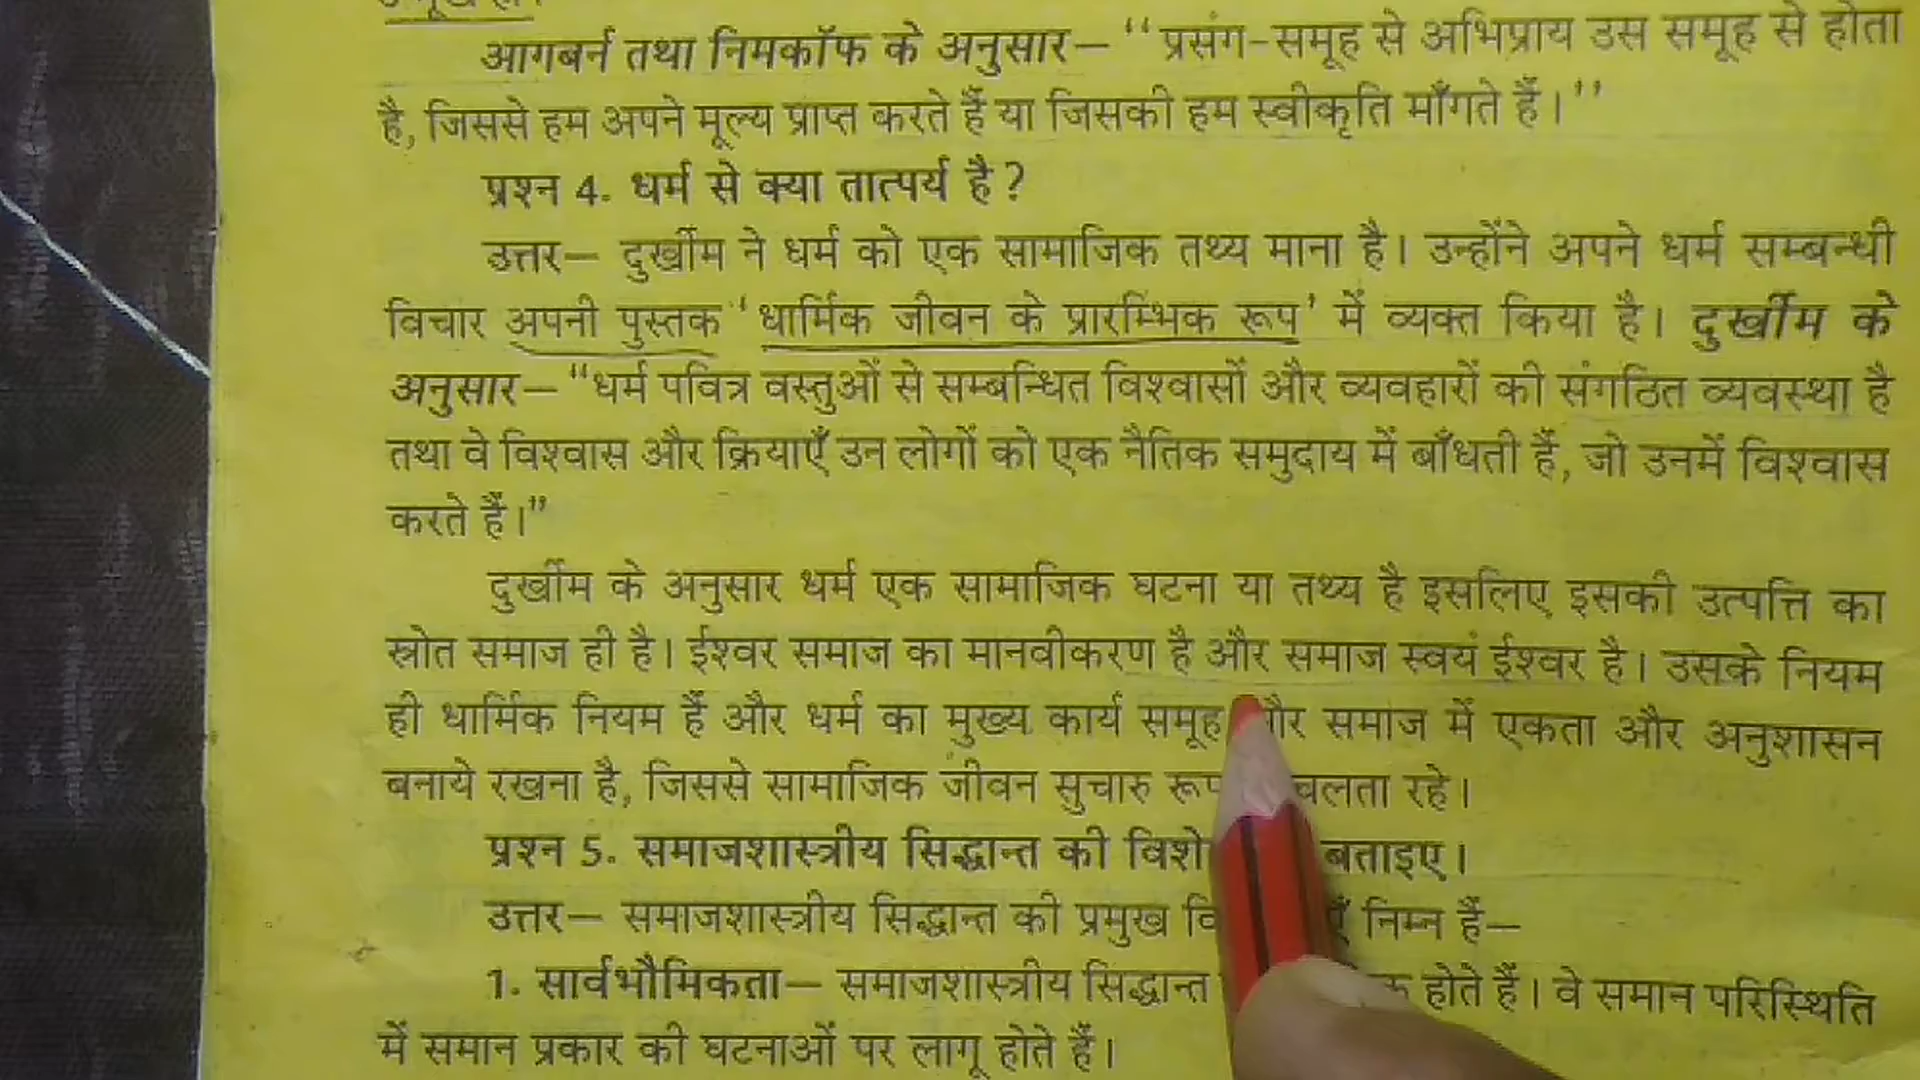 आगबर्न तथा निमकॉफ के अनुसार— ‘‘प्रसंग-समूह से अभिप्राय उस समूह से होता
है, जिससे हम अपने मूल्य प्राप्त करते हैं या जिसकी हम स्वीकृति माँगते हैं।’’
प्रश्न 4. धर्म से क्या तात्पर्य है?
उत्तर— दुर्खीम ने धर्म को एक सामाजिक तथ्य माना है। उन्होंने अपने धर्म सम्बन्धी
विचार अपनी पुस्तक ‘धार्मिक जीवन के प्रारम्भिक रूप’ में व्यक्त किया है। दुर्खीम के
अनुसार— “धर्म पवित्र वस्तुओं से सम्बन्धित विश्वासों और व्यवहारों की संगठित व्यवस्था है
तथा वे विश्वास और क्रियाएँ उन लोगों को एक नैतिक समुदाय में बाँधती हैं, जो उनमें विश्वास
करते हैं।”
दुर्खीम के अनुसार धर्म एक सामाजिक घटना या तथ्य है इसलिए इसकी उत्पत्ति का
स्रोत समाज ही है। ईश्वर समाज का मानवीकरण है और समाज स्वयं ईश्वर है। उसके नियम
ही धार्मिक नियम हैं और धर्म का मुख्य कार्य समूह समाज में एकता और अनुशासन
बनाये रखना है, जिससे सामाजिक जीवन सुचारु चलता रहे।
प्रश्न 5. समाजशास्त्रीय सिद्धान्त की बताइए।
उत्तर— समाजशास्त्रीय सिद्धान्त की प्रमुख निम्न हैं—
1. सार्वभौमिकता— समाजशास्त्रीय सिद्धान्त होते हैं। वे समान परिस्थिति
में समान प्रकार की घटनाओं पर लागू होते हैं।